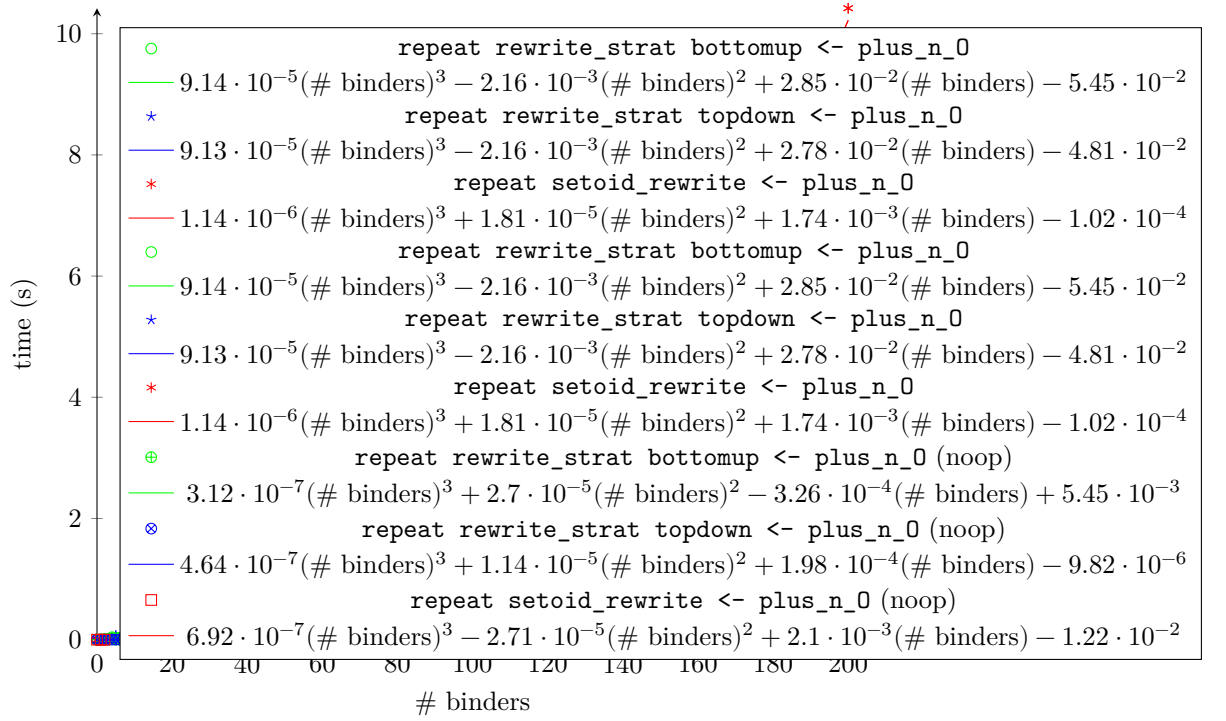 10
8
6
4
2
0
time (s)
repeat rewrite_strat bottomup <- plus_n_O
9.14 · 10⁻⁵(# binders)³ − 2.16 · 10⁻³(# binders)² + 2.85 · 10⁻²(# binders) − 5.45 · 10⁻²
repeat rewrite_strat topdown <- plus_n_O
9.13 · 10⁻⁵(# binders)³ − 2.16 · 10⁻³(# binders)² + 2.78 · 10⁻²(# binders) − 4.81 · 10⁻²
repeat setoid_rewrite <- plus_n_O
1.14 · 10⁻⁶(# binders)³ + 1.81 · 10⁻⁵(# binders)² + 1.74 · 10⁻³(# binders) − 1.02 · 10⁻⁴
repeat rewrite_strat bottomup <- plus_n_O
9.14 · 10⁻⁵(# binders)³ − 2.16 · 10⁻³(# binders)² + 2.85 · 10⁻²(# binders) − 5.45 · 10⁻²
repeat rewrite_strat topdown <- plus_n_O
9.13 · 10⁻⁵(# binders)³ − 2.16 · 10⁻³(# binders)² + 2.78 · 10⁻²(# binders) − 4.81 · 10⁻²
repeat setoid_rewrite <- plus_n_O
1.14 · 10⁻⁶(# binders)³ + 1.81 · 10⁻⁵(# binders)² + 1.74 · 10⁻³(# binders) − 1.02 · 10⁻⁴
repeat rewrite_strat bottomup <- plus_n_O (noop)
3.12 · 10⁻⁷(# binders)³ + 2.7 · 10⁻⁵(# binders)² − 3.26 · 10⁻⁴(# binders) + 5.45 · 10⁻³
repeat rewrite_strat topdown <- plus_n_O (noop)
4.64 · 10⁻⁷(# binders)³ + 1.14 · 10⁻⁵(# binders)² + 1.98 · 10⁻⁴(# binders) − 9.82 · 10⁻⁶
repeat setoid_rewrite <- plus_n_O (noop)
6.92 · 10⁻⁷(# binders)³ − 2.71 · 10⁻⁵(# binders)² + 2.1 · 10⁻³(# binders) − 1.22 · 10⁻²
0 20 40 60 80 100 120 140 160 180 200
# binders